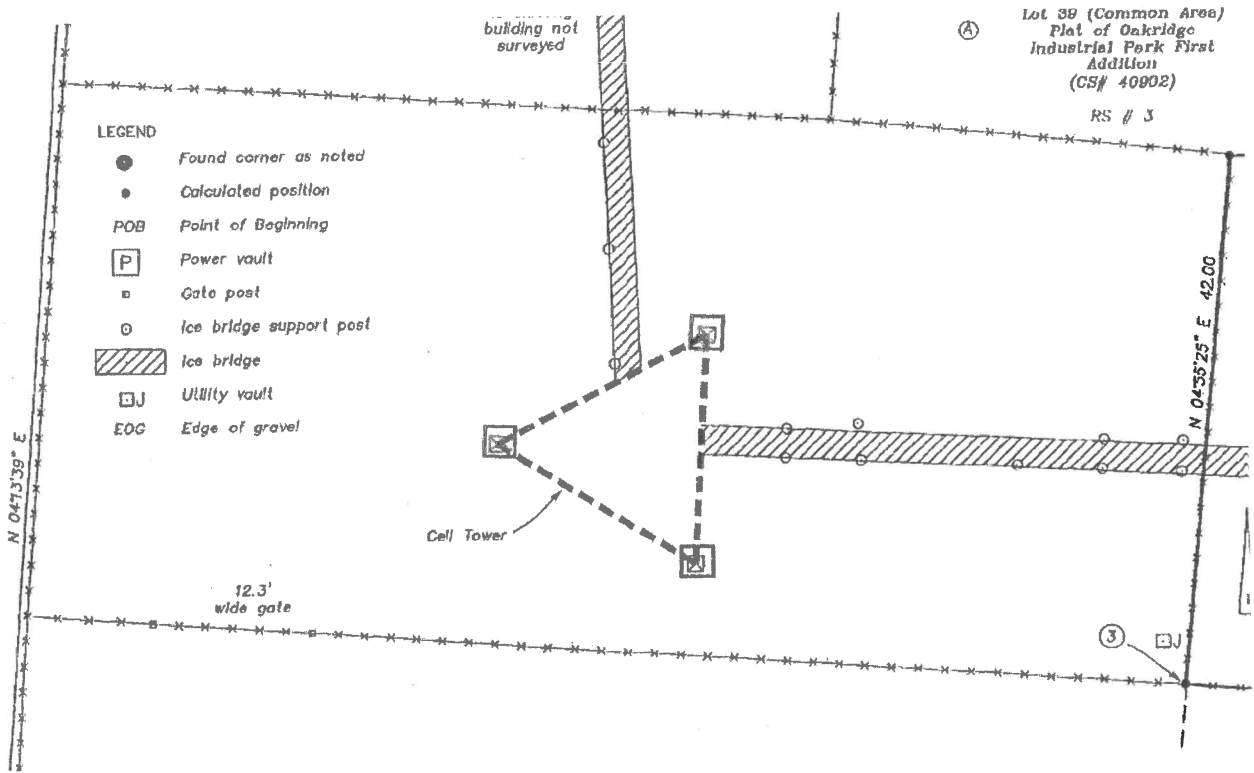 building not
surveyed
A
Lot 39 (Common Area)
Plat of Oakridge
Industrial Park First
Addition
(CS# 40902)
RS # 3
LEGEND
Found corner as noted
Calculated position
POB Point of Beginning
P Power vault
Gate post
Ice bridge support post
Ice bridge
J Utility vault
EOG Edge of gravel
N 04°13'39" E
N 04°55'25" E 42.00
Cell Tower
12.3'
wide gate
3
J